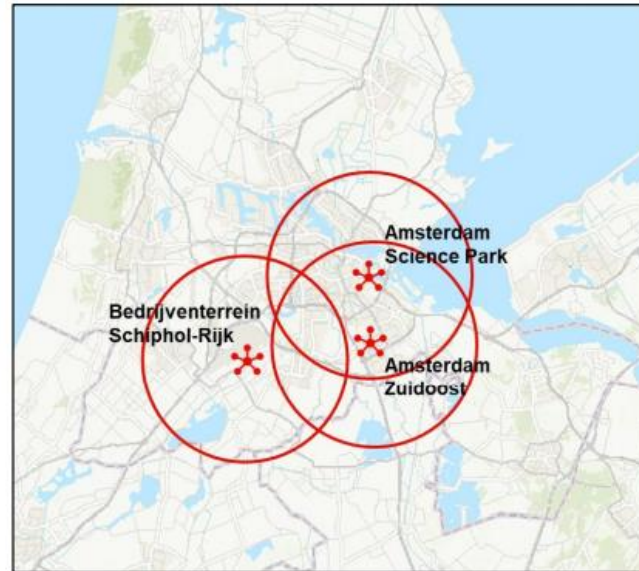 Amsterdam
Science Park
Bedrijventerrein
Schiphol-Rijk
Amsterdam
Zuidoost